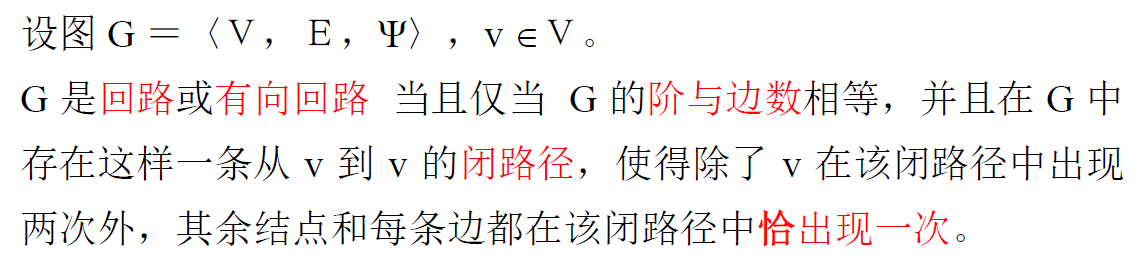 设图 G = 〈V, E, Ψ〉, v∈V。
G 是回路或有向回路 当且仅当 G 的阶与边数相等，并且在 G 中
存在这样一条从 v 到 v 的闭路径，使得除了 v 在该闭路径中出现
两次外，其余结点和每条边都在该闭路径中恰出现一次。